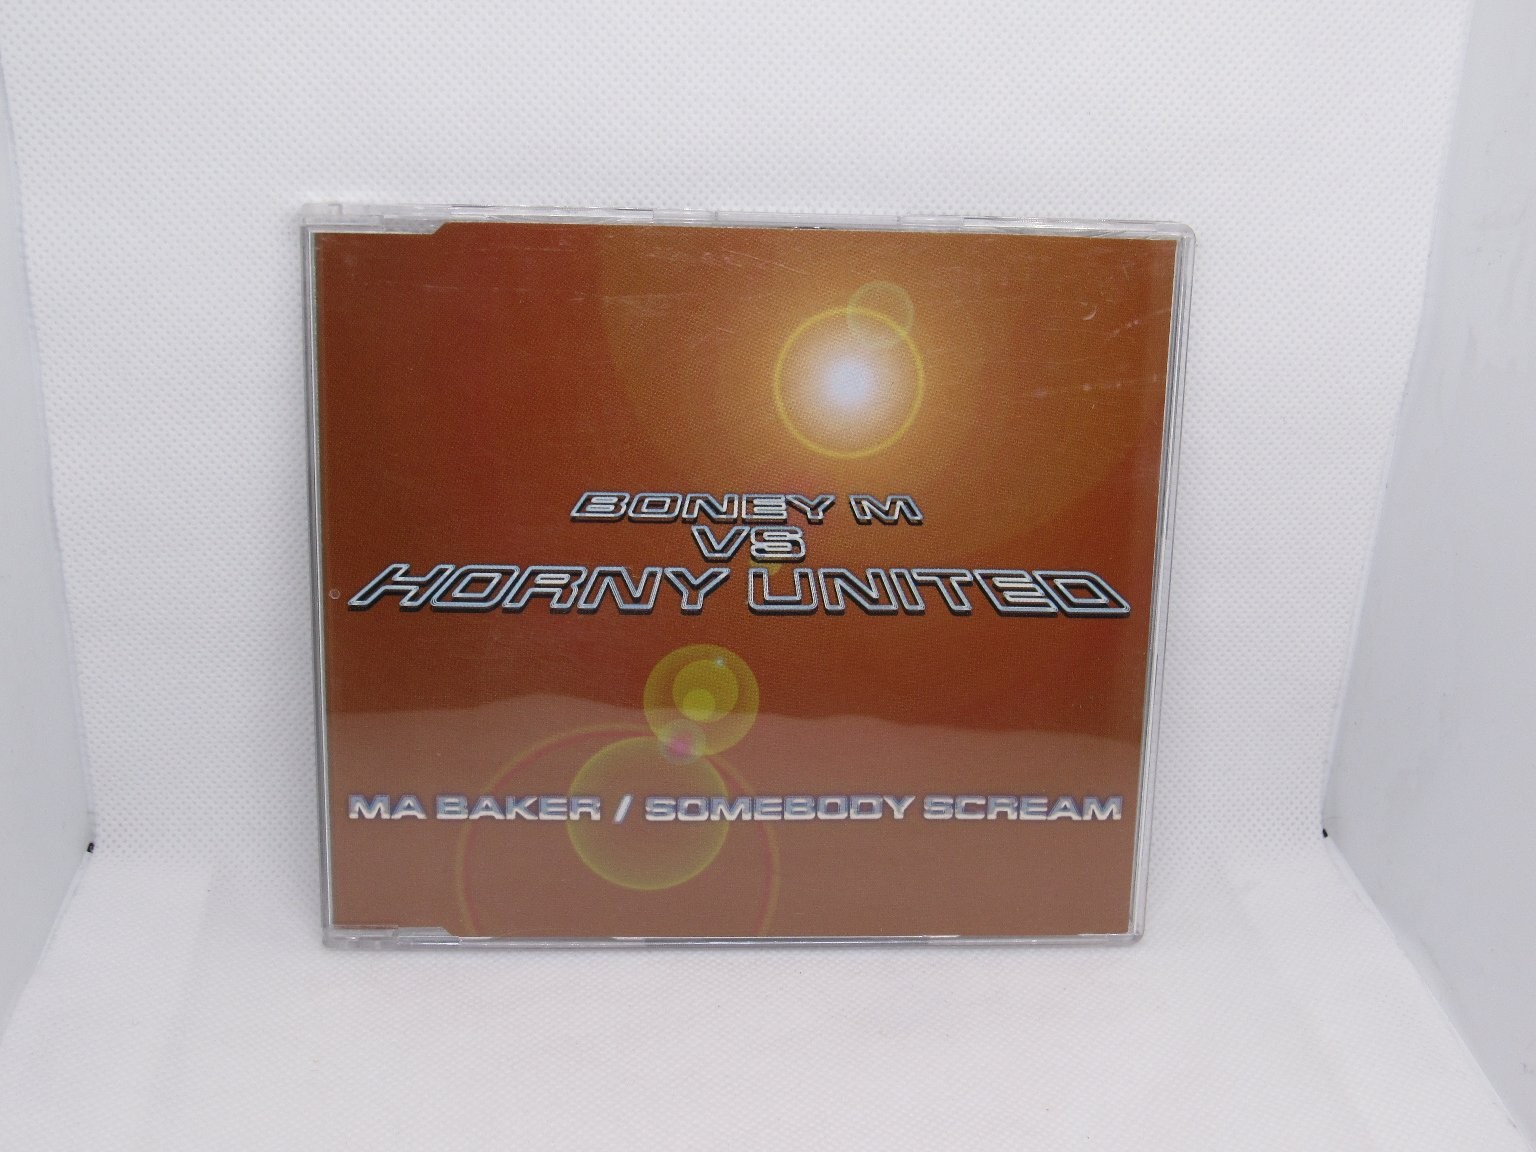 BONEY M
VS
HORNY UNITED
MA BAKER / SOMEBODY SCREAM